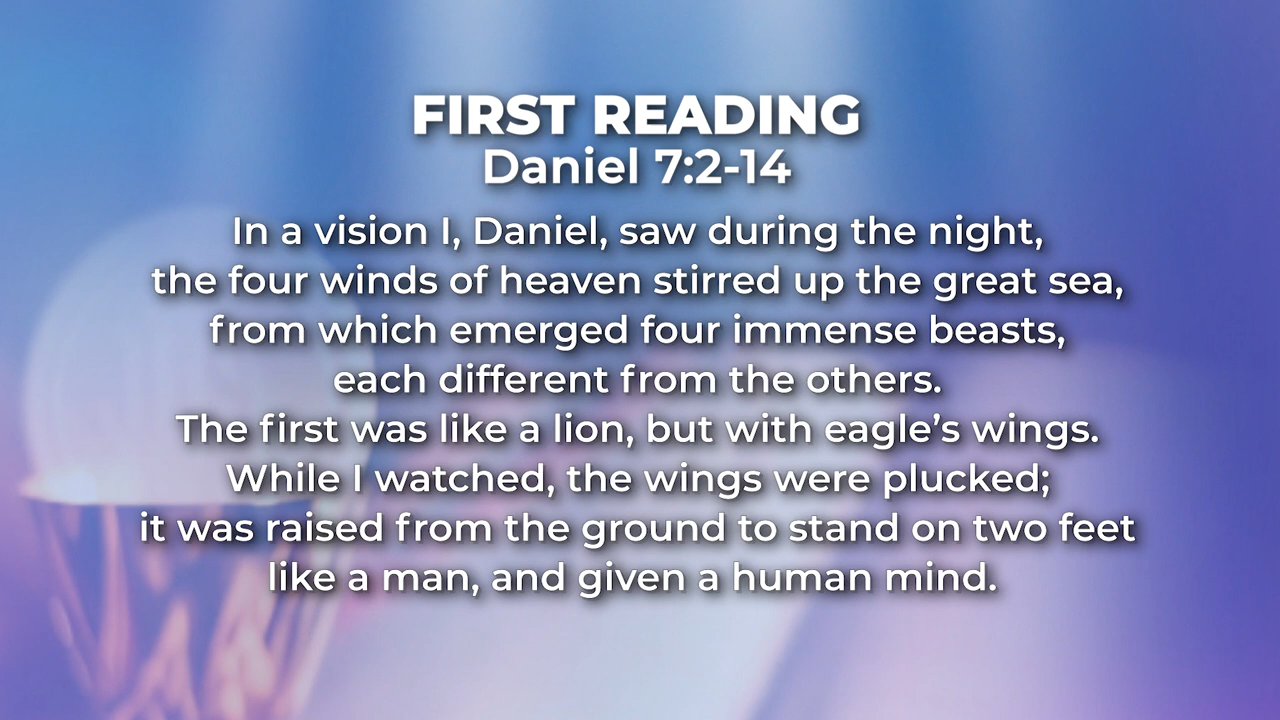 FIRST READING
Daniel 7:2-14
In a vision I, Daniel, saw during the night,
the four winds of heaven stirred up the great sea,
from which emerged four immense beasts,
each different from the others.
The first was like a lion, but with eagle’s wings.
While I watched, the wings were plucked;
it was raised from the ground to stand on two feet
like a man, and given a human mind.